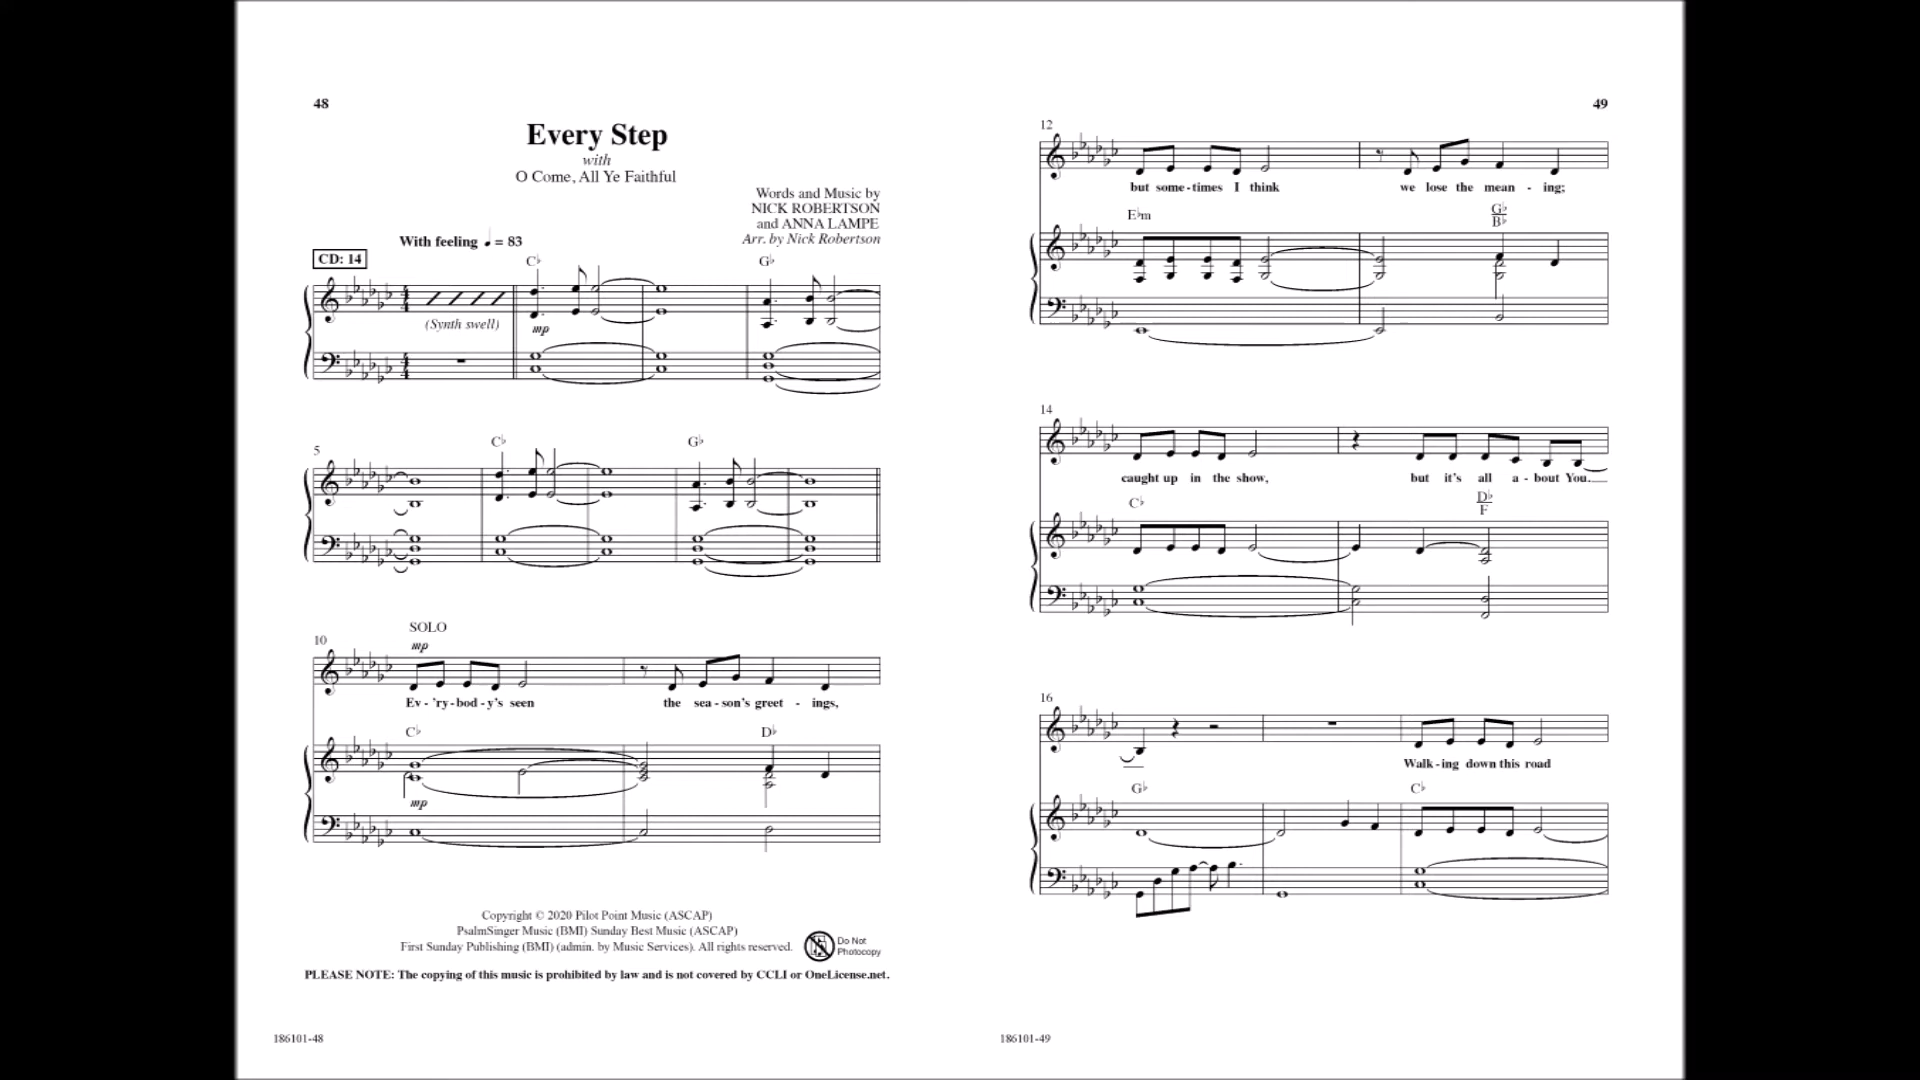 48
Every Step
with
O Come, All Ye Faithful
Words and Music by
NICK ROBERTSON
and ANNA LAMPE
Arr. by Nick Robertson
With feeling ♩ = 83
CD: 14
C♭ G♭
(Synth swell)
mp
5
C♭ G♭
SOLO
10
mp
Ev - 'ry - bod - y's seen the sea - son's greet - ings,
C♭ D♭
mp
Copyright © 2020 Pilot Point Music (ASCAP)
PsalmSinger Music (BMI) Sunday Best Music (ASCAP)
First Sunday Publishing (BMI) (admin. by Music Services). All rights reserved.
Do Not
Photocopy
PLEASE NOTE: The copying of this music is prohibited by law and is not covered by CCLI or OneLicense.net.
186101-48
49
12
but some - times I think we lose the mean - ing;
E♭m G♭
B♭
14
caught up in the show, but it's all a - bout You.
C♭ D♭
F
16
Walk - ing down this road
G♭ C♭
186101-49